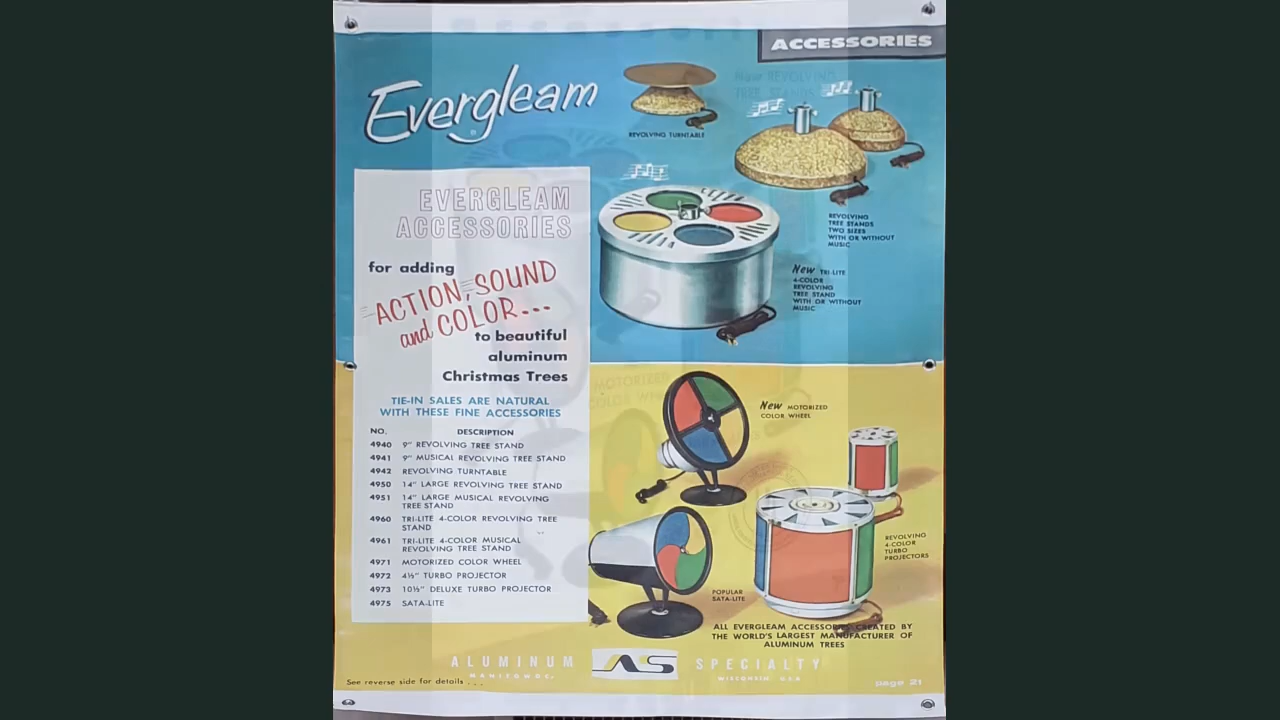 ACCESSORIES
Evergleam
REVOLVING TURNTABLE
REVOLVING
TREE STANDS
TWO SIZES
WITH OR WITHOUT
MUSIC
EVERGLEAM
ACCESSORIES
for adding
ACTION, SOUND
and COLOR...
to beautiful
aluminum
Christmas Trees
TIE-IN SALES ARE NATURAL
WITH THESE FINE ACCESSORIES
NO. DESCRIPTION
4940 9" REVOLVING TREE STAND
4941 9" MUSICAL REVOLVING TREE STAND
4942 REVOLVING TURNTABLE
4950 14" LARGE REVOLVING TREE STAND
4951 14" LARGE MUSICAL REVOLVING
TREE STAND
4960 TRI-LITE 4-COLOR REVOLVING TREE
STAND
4961 TRI-LITE 4-COLOR MUSICAL
REVOLVING TREE STAND
4971 MOTORIZED COLOR WHEEL
4972 4½" TURBO PROJECTOR
4973 10½" DELUXE TURBO PROJECTOR
4975 SATA-LITE
New TRI-LITE
4-COLOR
REVOLVING
TREE STAND
WITH OR WITHOUT
MUSIC
MOTORIZED
New MOTORIZED
COLOR WHEEL
REVOLVING
4-COLOR
TURBO
PROJECTORS
POPULAR
SATA-LITE
ALL EVERGLEAM ACCESSORIES CREATED BY
THE WORLD'S LARGEST MANUFACTURER OF
ALUMINUM TREES
ALUMINUM AS SPECIALTY
MANITOWOC, WISCONSIN U.S.A.
See reverse side for details . . .
page 21